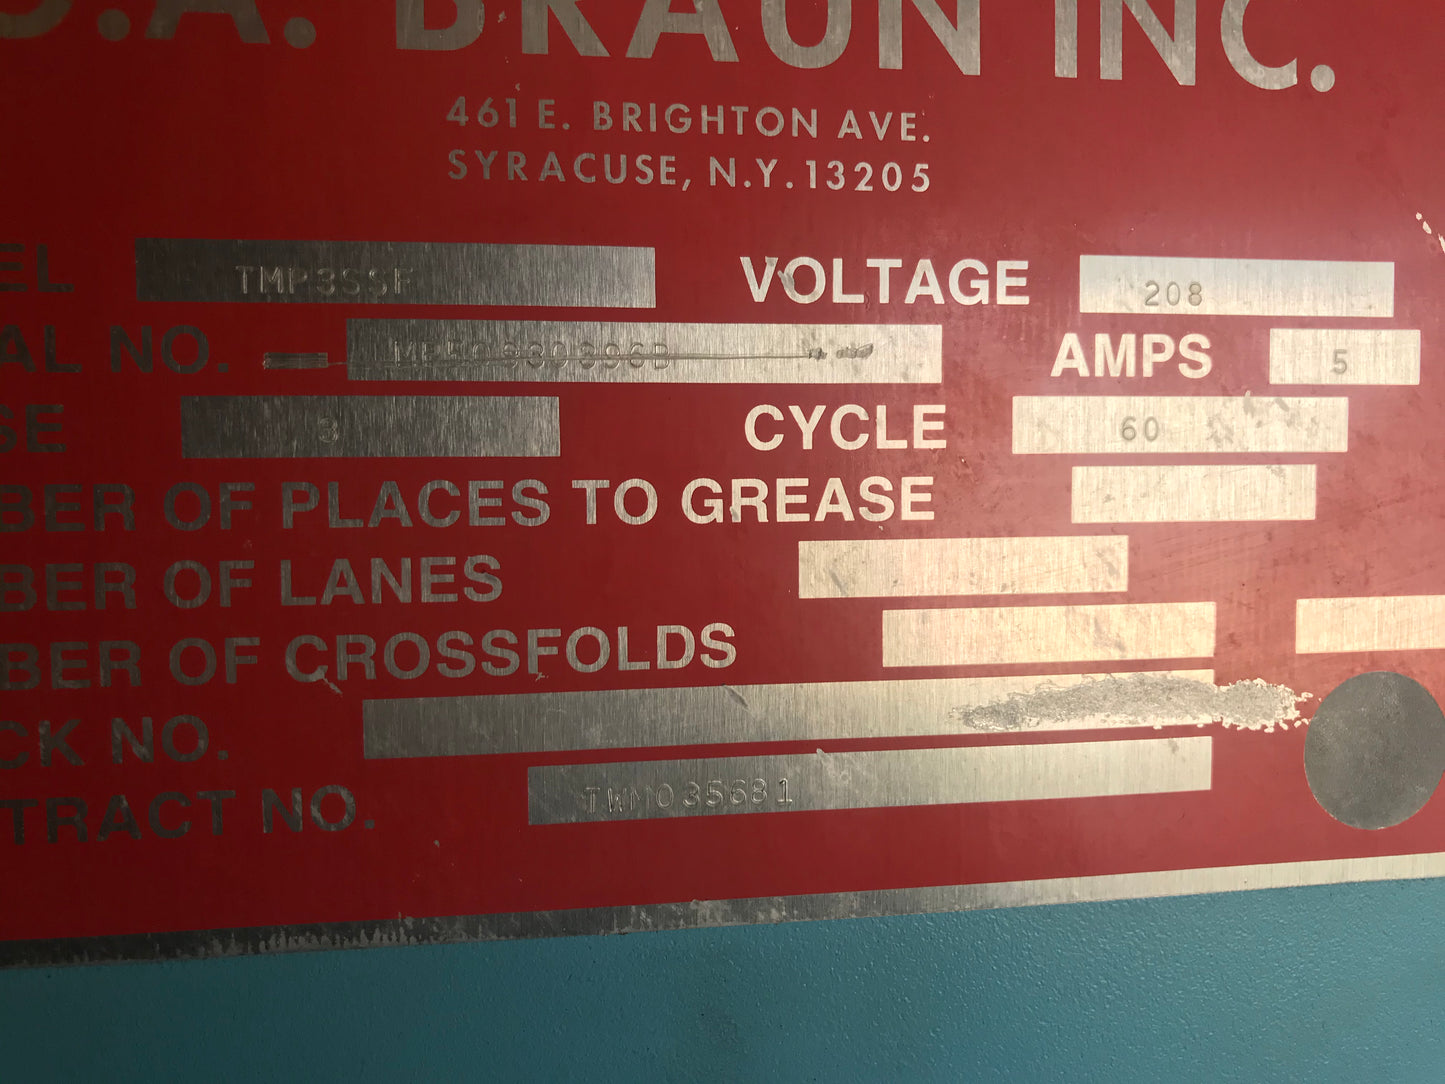 .A. BRAUN INC.
461 E. BRIGHTON AVE.
SYRACUSE, N.Y. 13205
EL TMP3SSF VOLTAGE 208
AL NO. AMPS 5
SE 3 CYCLE 60
BER OF PLACES TO GREASE
BER OF LANES
BER OF CROSSFOLDS
CK NO.
TRACT NO. TWM035681